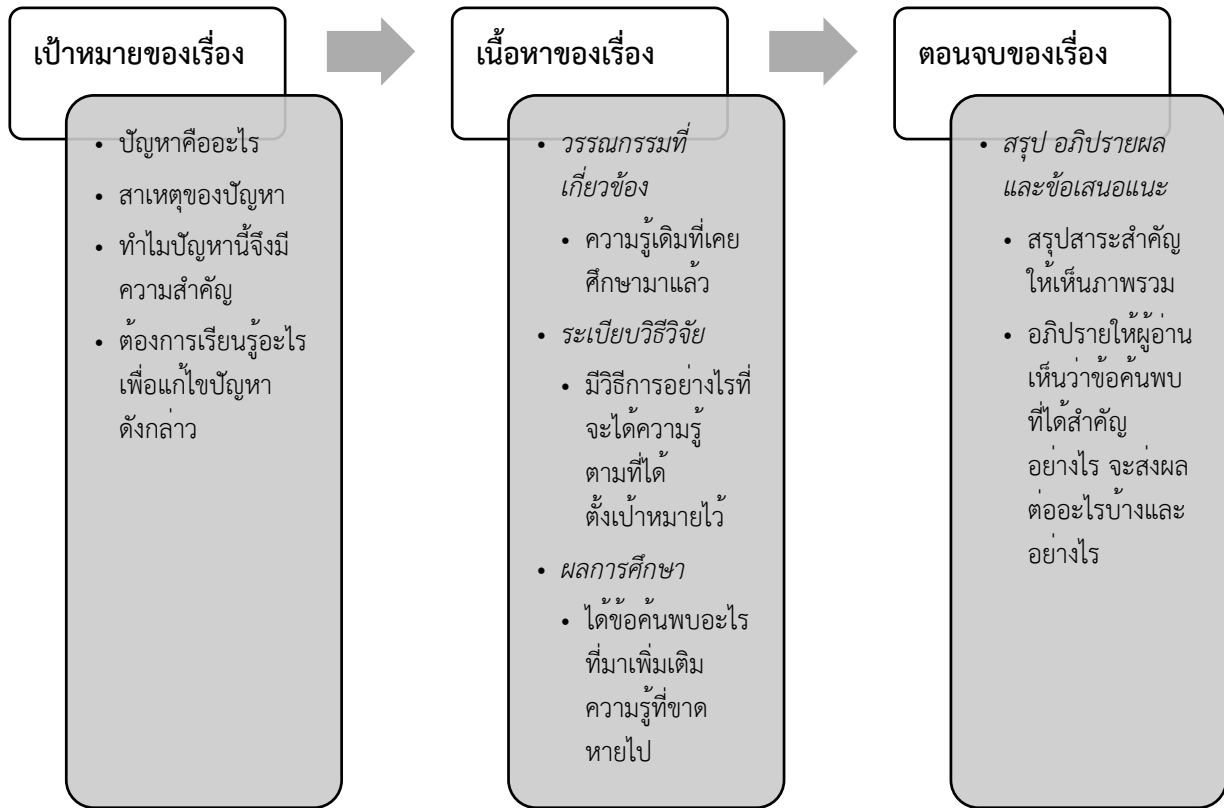 เป้าหมายของเรื่อง
• ปัญหาคืออะไร
• สาเหตุของปัญหา
• ทำไมปัญหานี้จึงมี
ความสำคัญ
• ต้องการเรียนรู้อะไร
เพื่อแก้ไขปัญหา
ดังกล่าว
เนื้อหาของเรื่อง
• วรรณกรรมที่
เกี่ยวข้อง
• ความรู้เดิมที่เคย
ศึกษามาแล้ว
• ระเบียบวิธีวิจัย
• มีวิธีการอย่างไรที่
จะได้ความรู้
ตามที่ได้
ตั้งเป้าหมายไว้
• ผลการศึกษา
• ได้ข้อค้นพบอะไร
ที่มาเพิ่มเติม
ความรู้ที่ขาด
หายไป
ตอนจบของเรื่อง
• สรุป อภิปรายผล
และข้อเสนอแนะ
• สรุปสาระสำคัญ
ให้เห็นภาพรวม
• อภิปรายให้ผู้อ่าน
เห็นว่าข้อค้นพบ
ที่ได้สำคัญ
อย่างไร จะส่งผล
ต่ออะไรบ้างและ
อย่างไร